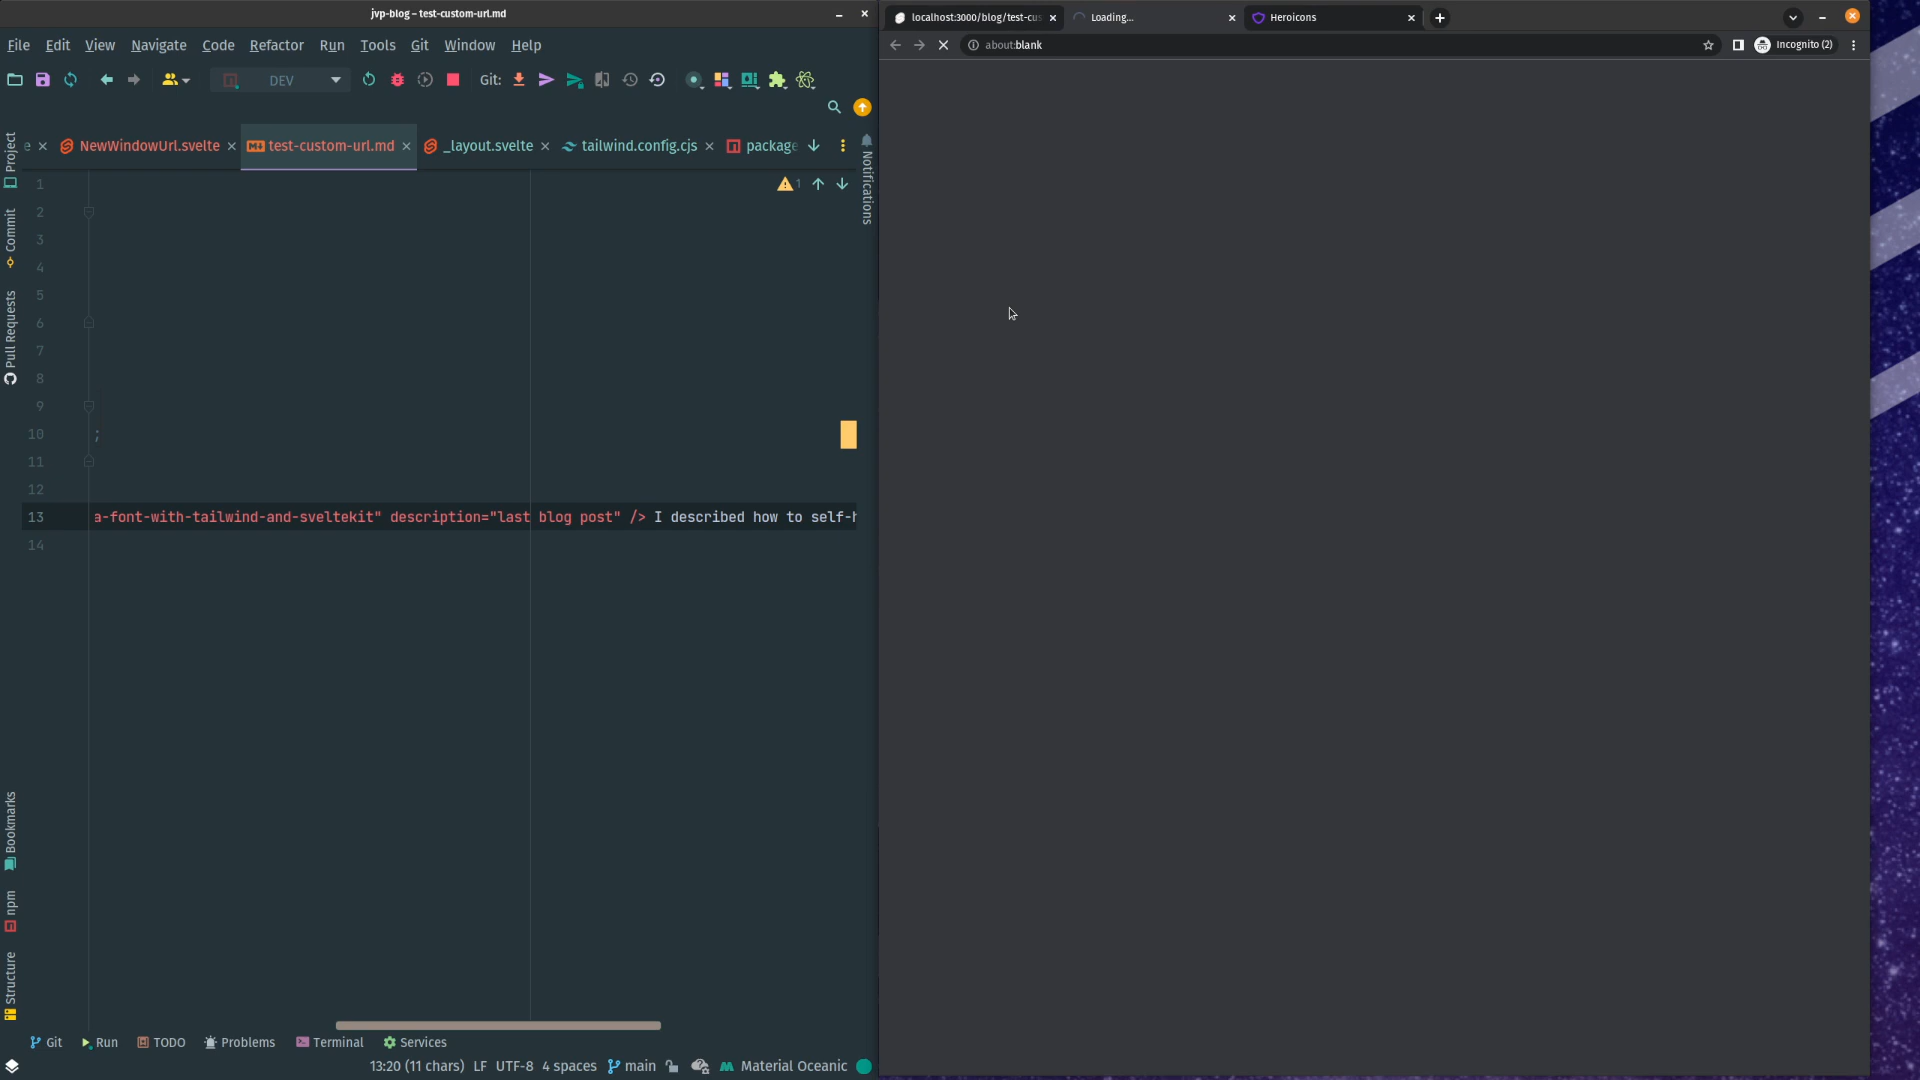 jvp-blog – test-custom-url.md
File Edit View Navigate Code Refactor Run Tools Git Window Help
DEV Git:
e NewWindowUrl.svelte test-custom-url.md _layout.svelte tailwind.config.cjs package
Project
Commit
Pull Requests
Bookmarks
npm
Structure
Notifications
1
1
2
3
4
5
6
7
8
9
10 ;
11
12
13 a-font-with-tailwind-and-sveltekit" description="last blog post" /> I described how to self-h
14
Git Run TODO Problems Terminal Services
13:20 (11 chars) LF UTF-8 4 spaces main Material Oceanic
localhost:3000/blog/test-cus Loading... Heroicons
about:blank Incognito (2)